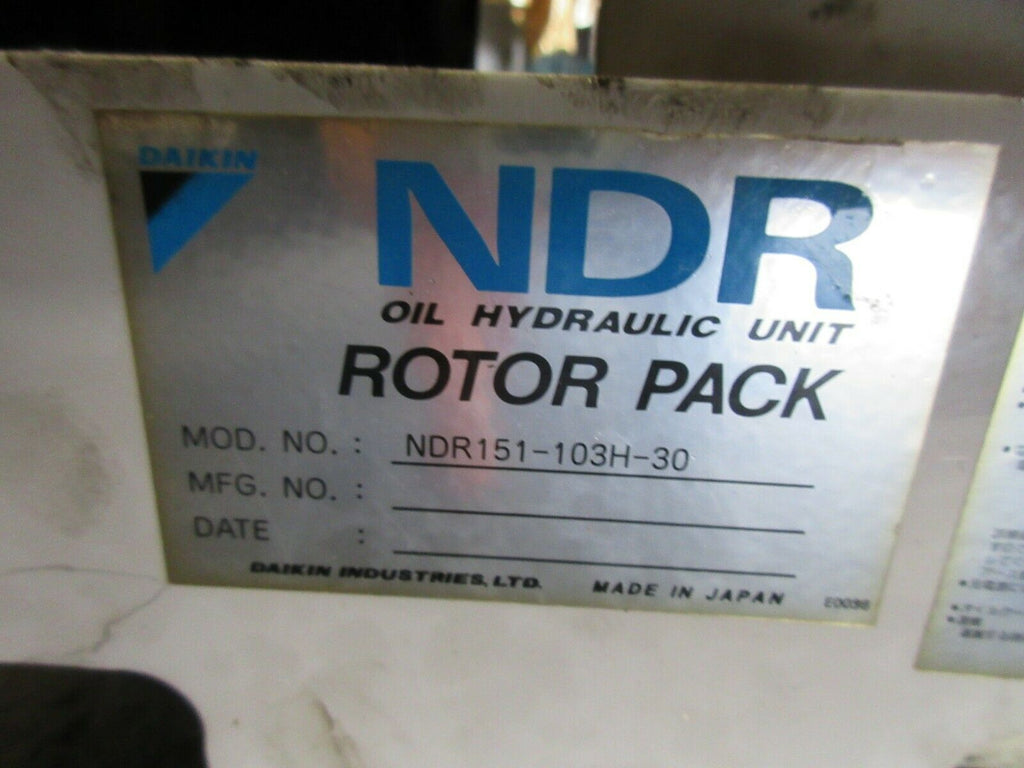 DAIKIN
NDR
OIL HYDRAULIC UNIT
ROTOR PACK
MOD. NO. : NDR151-103H-30
MFG. NO. :
DATE :
DAIKIN INDUSTRIES, LTD. MADE IN JAPAN